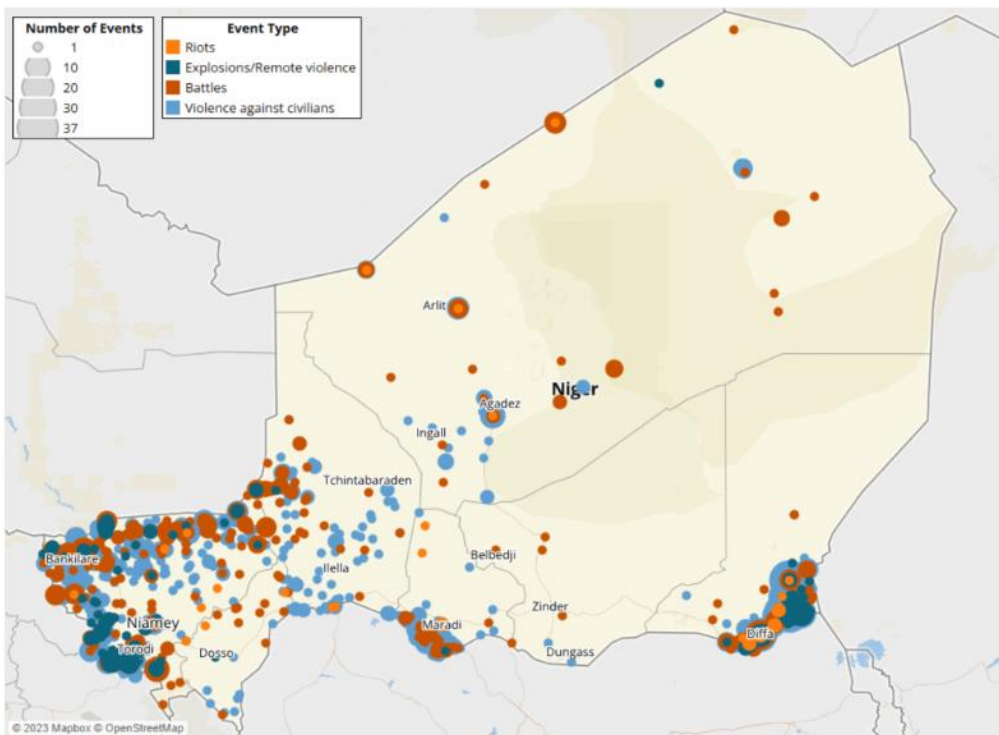 Number of Events
1
10
20
30
37
Event Type
Riots
Explosions/Remote violence
Battles
Violence against civilians
Arlit
Niger
Agadez
Ingall
Tchintabaraden
Bankilare
Belbedji
Ilella
Zinder
Niamey
Maradi
Diffa
Torodi
Dosso
Dungass
© 2023 Mapbox © OpenStreetMap